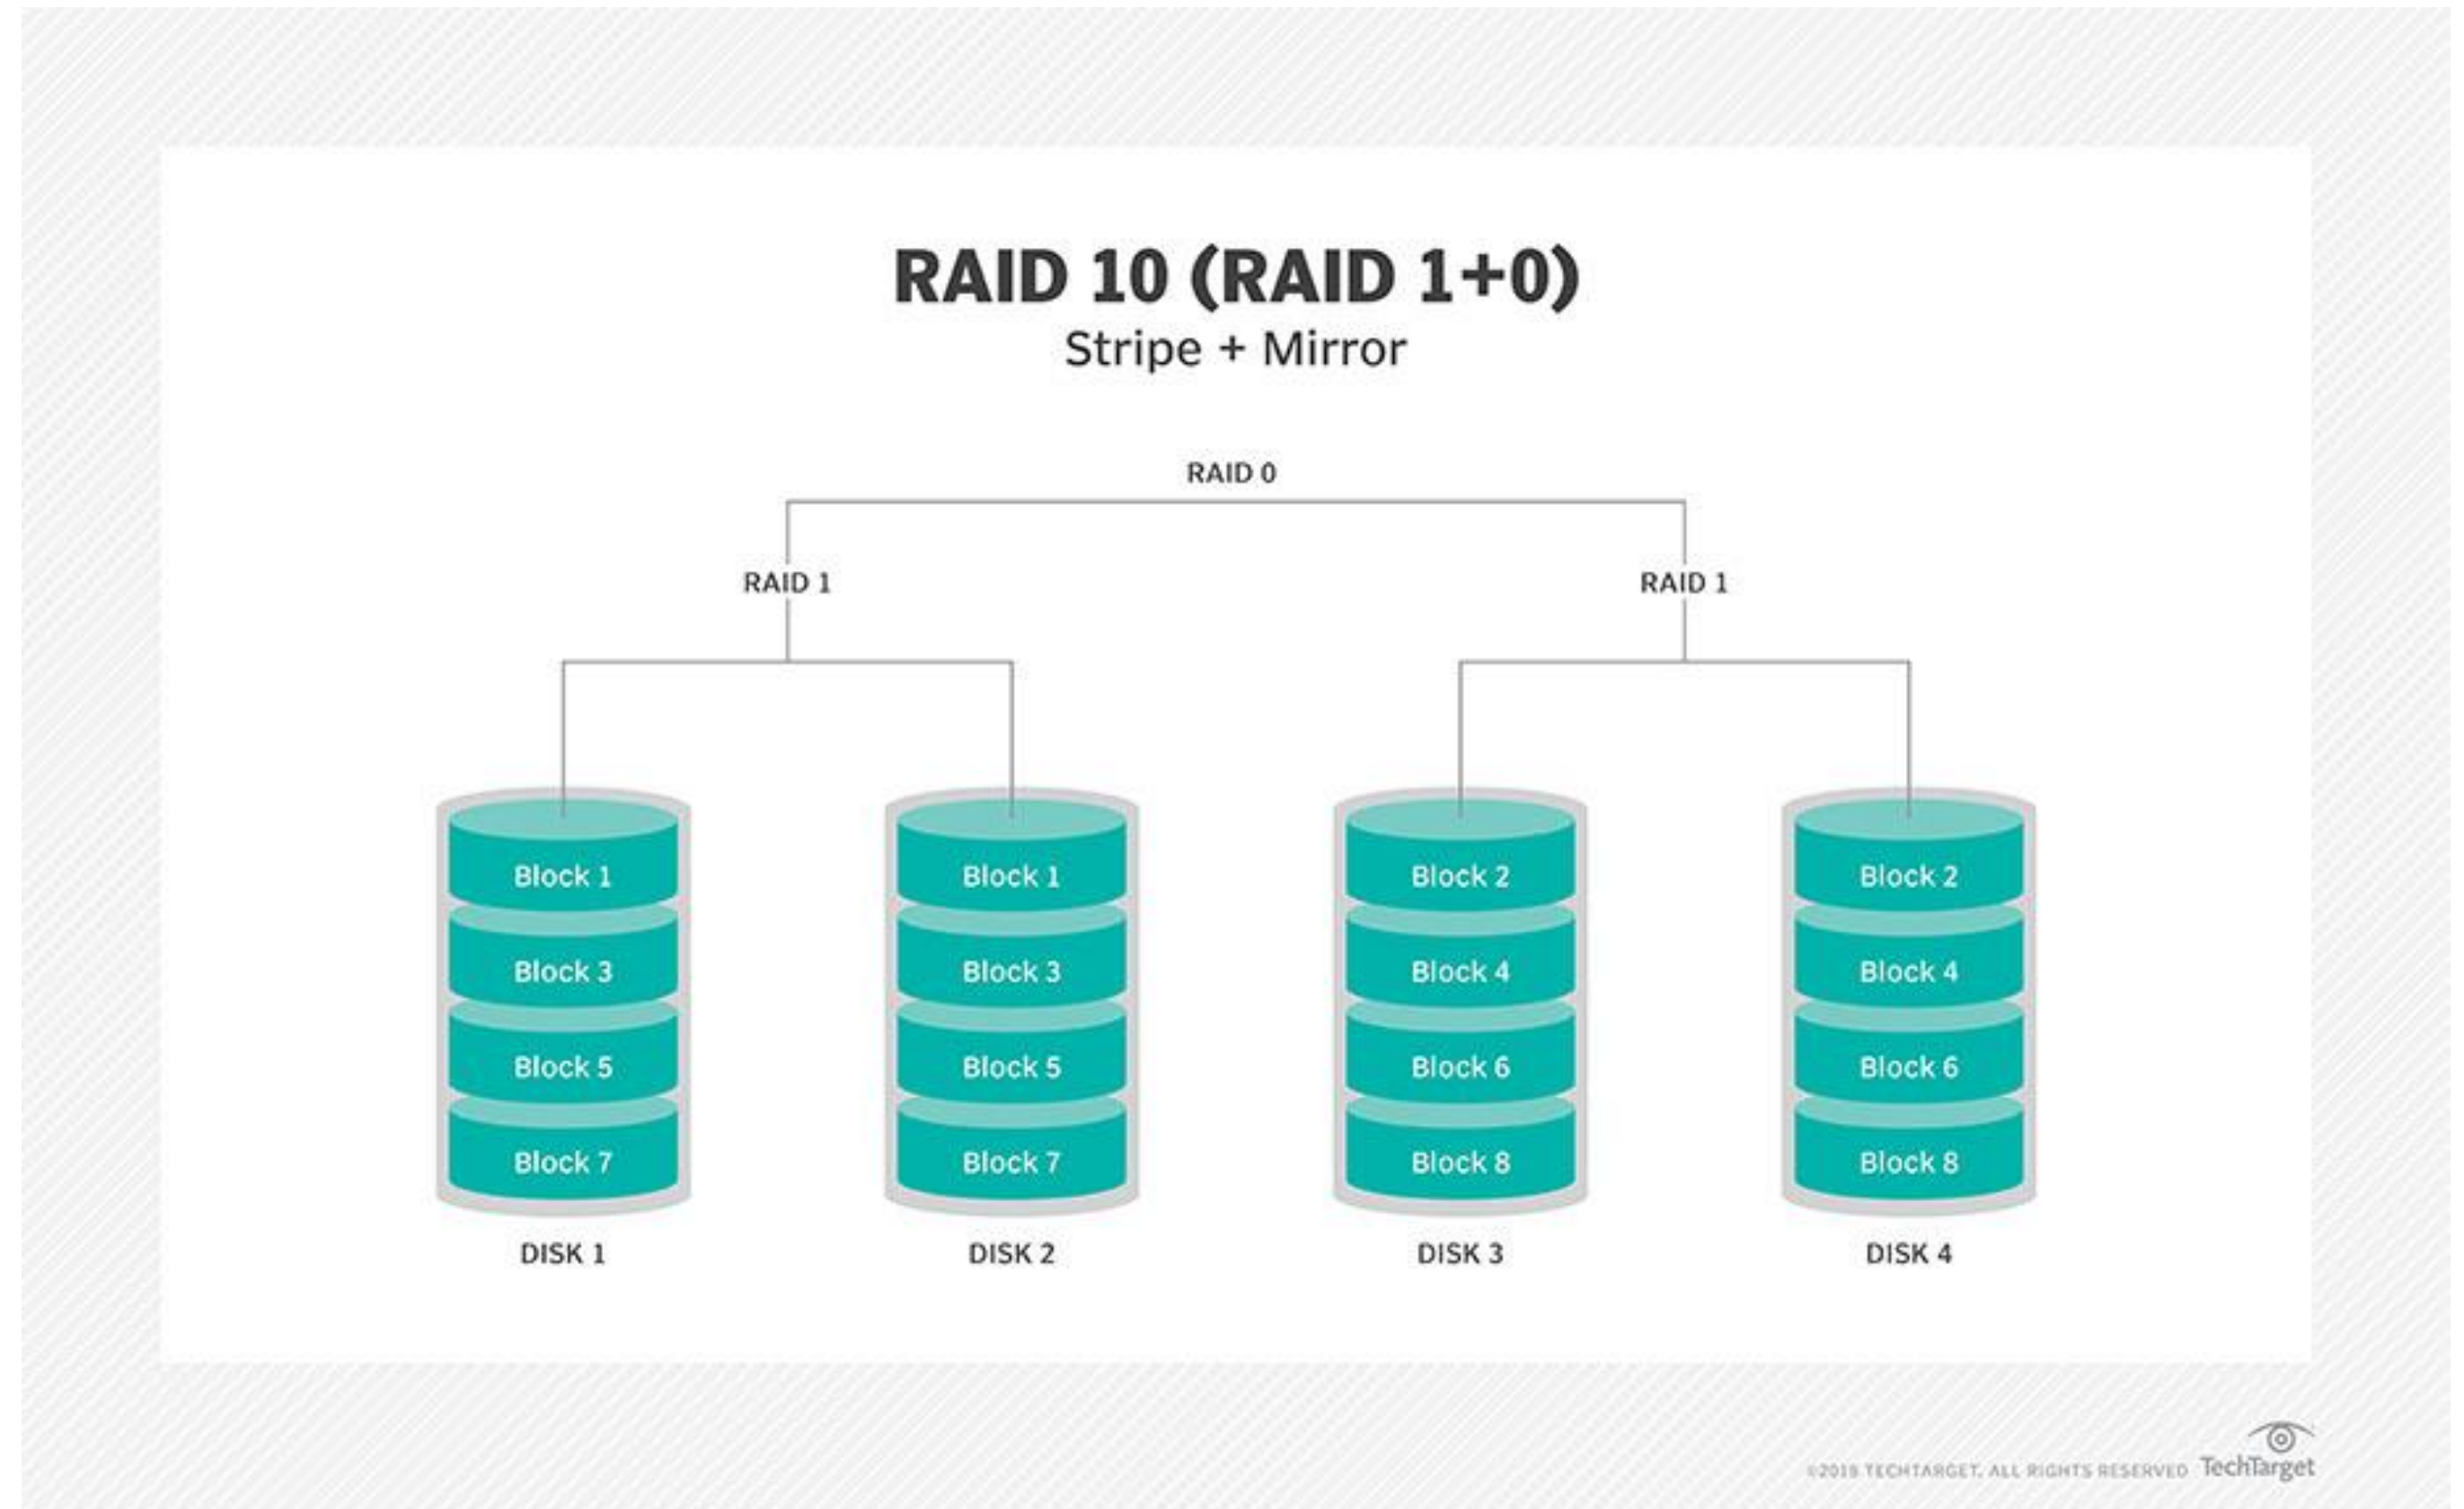 RAID 10 (RAID 1+0)
Stripe + Mirror
RAID 0
RAID 1 RAID 1
Block 1 Block 1 Block 2 Block 2
Block 3 Block 3 Block 4 Block 4
Block 5 Block 5 Block 6 Block 6
Block 7 Block 7 Block 8 Block 8
DISK 1 DISK 2 DISK 3 DISK 4
©2018 TECHTARGET. ALL RIGHTS RESERVED TechTarget